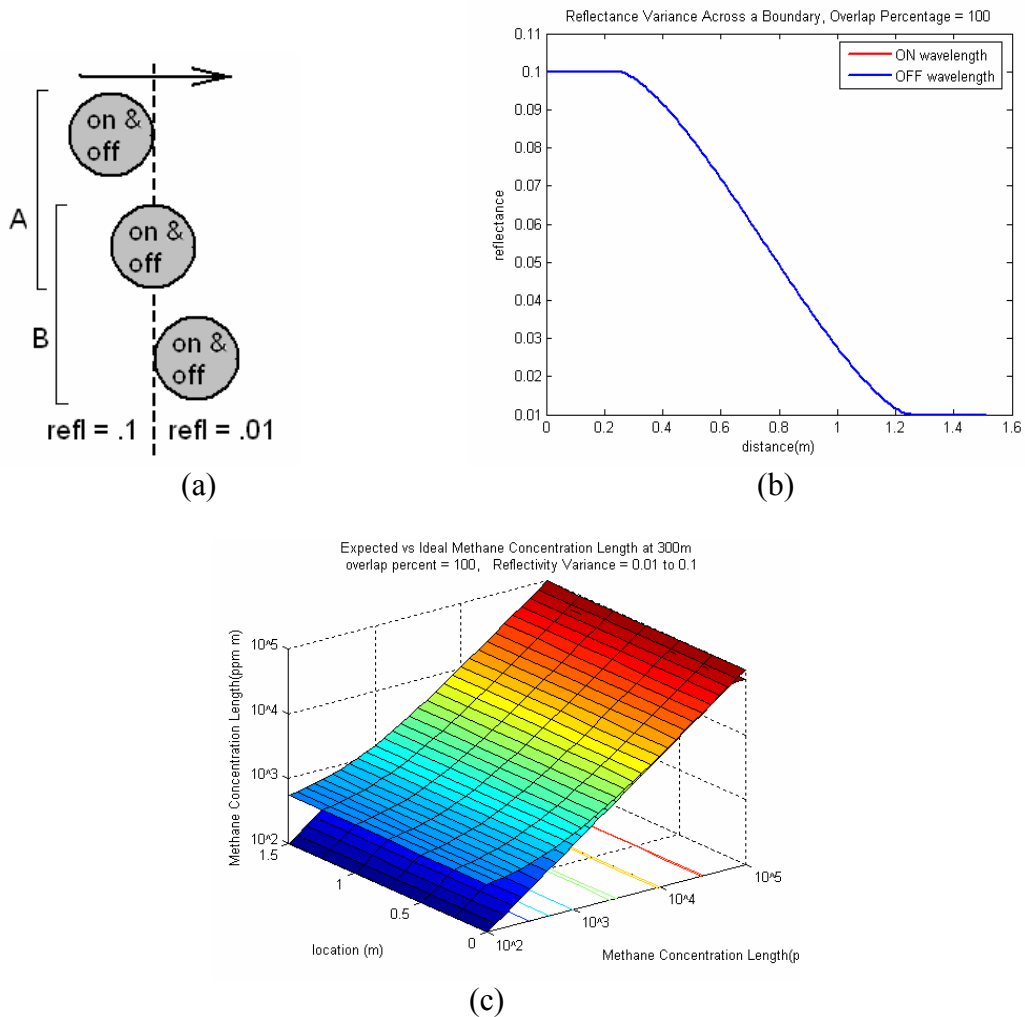 on &
off
on &
off
on &
off
A
B
refl = .1
refl = .01
(a)
Reflectance Variance Across a Boundary, Overlap Percentage = 100
0.11
0.1
0.09
0.08
0.07
0.06
0.05
0.04
0.03
0.02
0.01
reflectance
ON wavelength
OFF wavelength
0 0.2 0.4 0.6 0.8 1 1.2 1.4 1.6
distance(m)
(b)
Expected vs Ideal Methane Concentration Length at 300m
overlap percent = 100, Reflectivity Variance = 0.01 to 0.1
Methane Concentration Length(ppm m)
10^5
10^4
10^3
10^2
1.5
1
0.5
0
location (m)
10^2
10^3
10^4
10^5
Methane Concentration Length(p
(c)